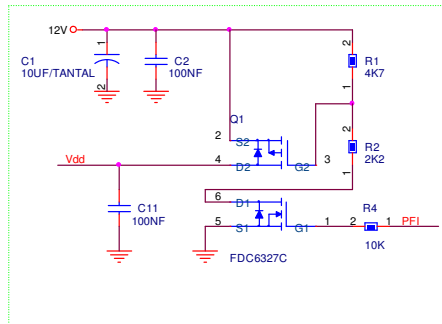 12V
C1
10UF/TANTAL
1
2
C2
100NF
2
R1
4K7
1
Q1
2
S2
Vdd
4
D2
G2
3
2
R2
2K2
1
C11
100NF
6
D1
5
S1
G1
1
FDC6327C
R4
2
1
10K
PFI